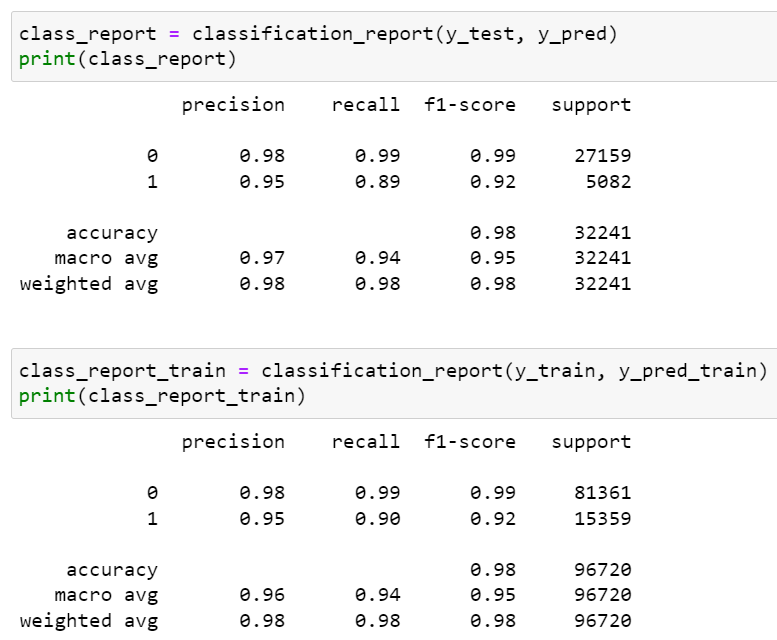 class_report = classification_report(y_test, y_pred)
print(class_report)
precision recall f1-score support
0 0.98 0.99 0.99 27159
1 0.95 0.89 0.92 5082
accuracy 0.98 32241
macro avg 0.97 0.94 0.95 32241
weighted avg 0.98 0.98 0.98 32241
class_report_train = classification_report(y_train, y_pred_train)
print(class_report_train)
precision recall f1-score support
0 0.98 0.99 0.99 81361
1 0.95 0.90 0.92 15359
accuracy 0.98 96720
macro avg 0.96 0.94 0.95 96720
weighted avg 0.98 0.98 0.98 96720